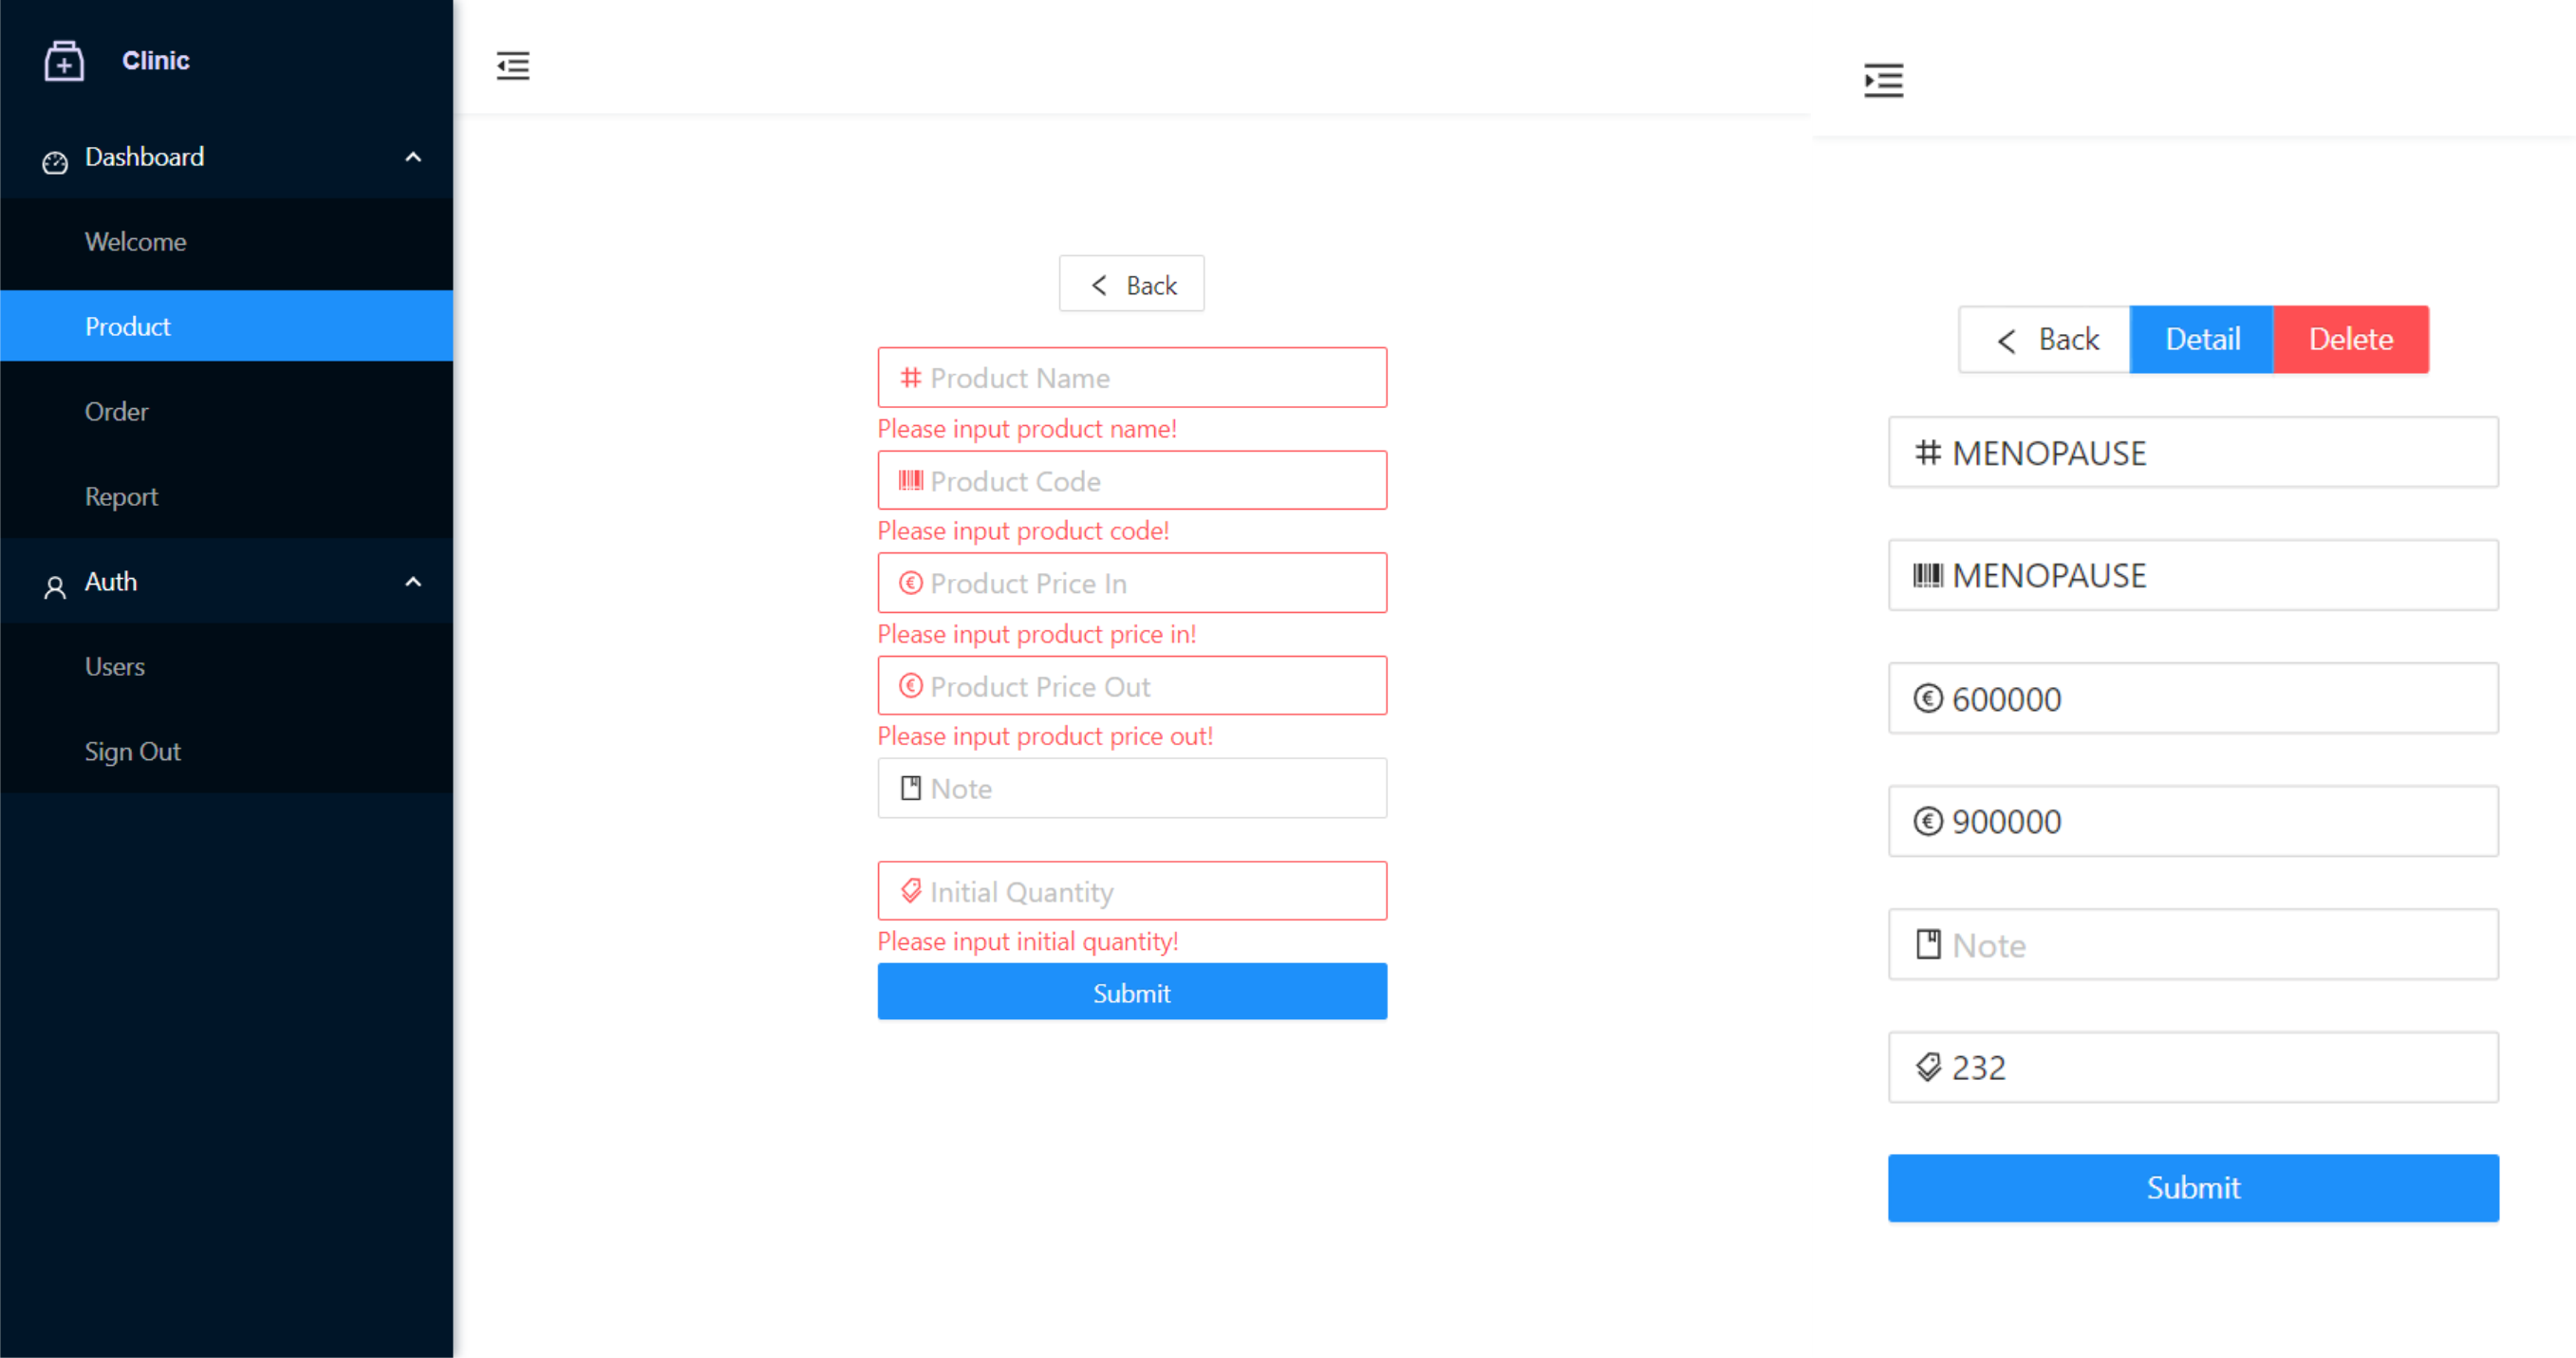 Clinic
Dashboard
Welcome
Product
Order
Report
Auth
Users
Sign Out
Back
Product Name
Please input product name!
Product Code
Please input product code!
Product Price In
Please input product price in!
Product Price Out
Please input product price out!
Note
Initial Quantity
Please input initial quantity!
Submit
Back Detail Delete
MENOPAUSE
MENOPAUSE
600000
900000
Note
232
Submit